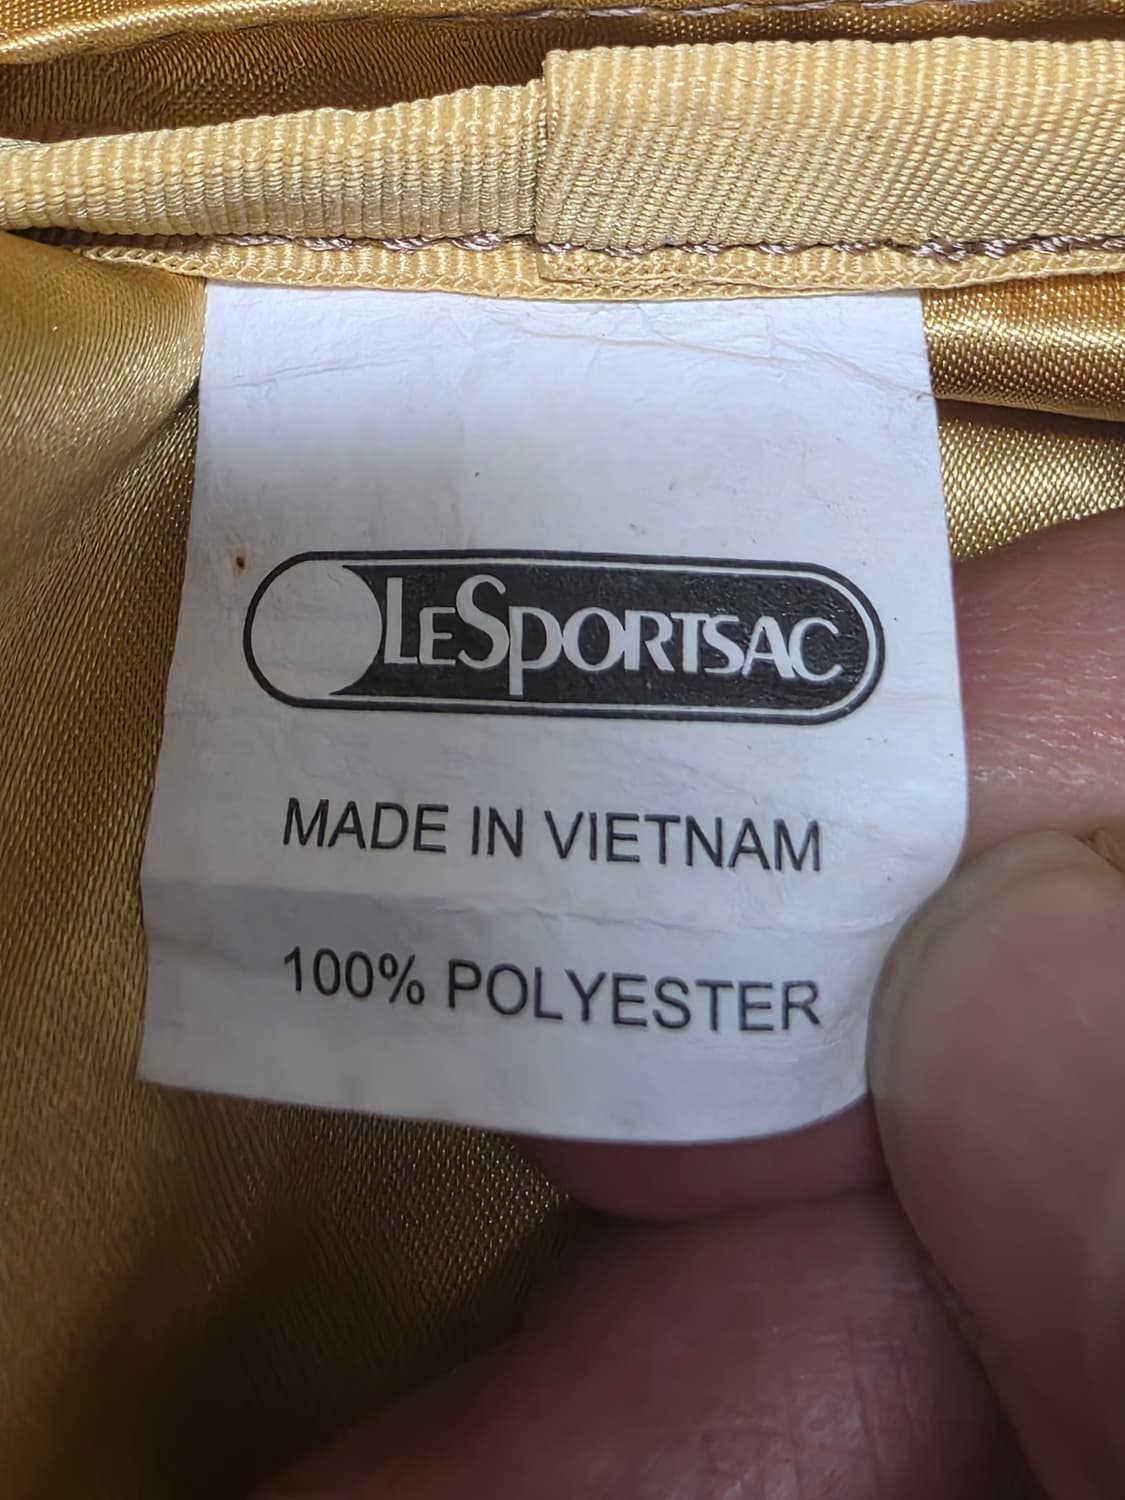 LESPORTSAC
MADE IN VIETNAM
100% POLYESTER